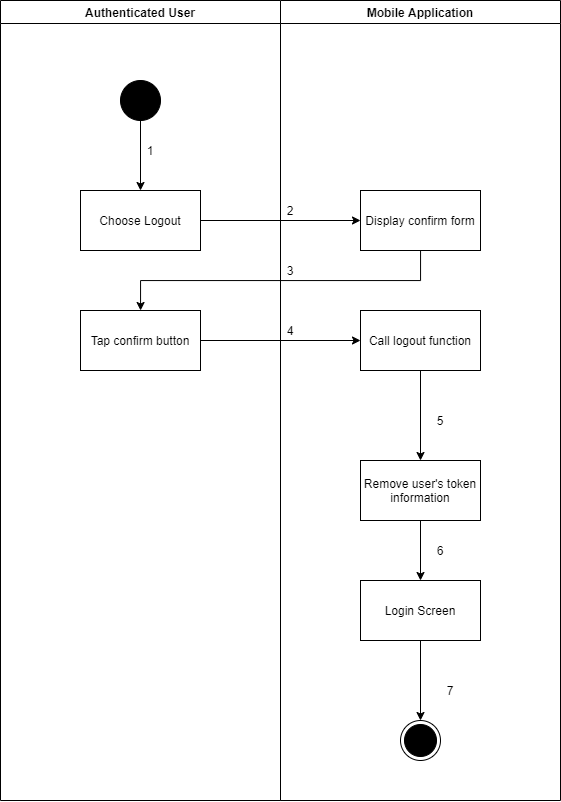 Authenticated User
Mobile Application
1
Choose Logout
2
Display confirm form
3
Tap confirm button
4
Call logout function
5
Remove user's token
information
6
Login Screen
7